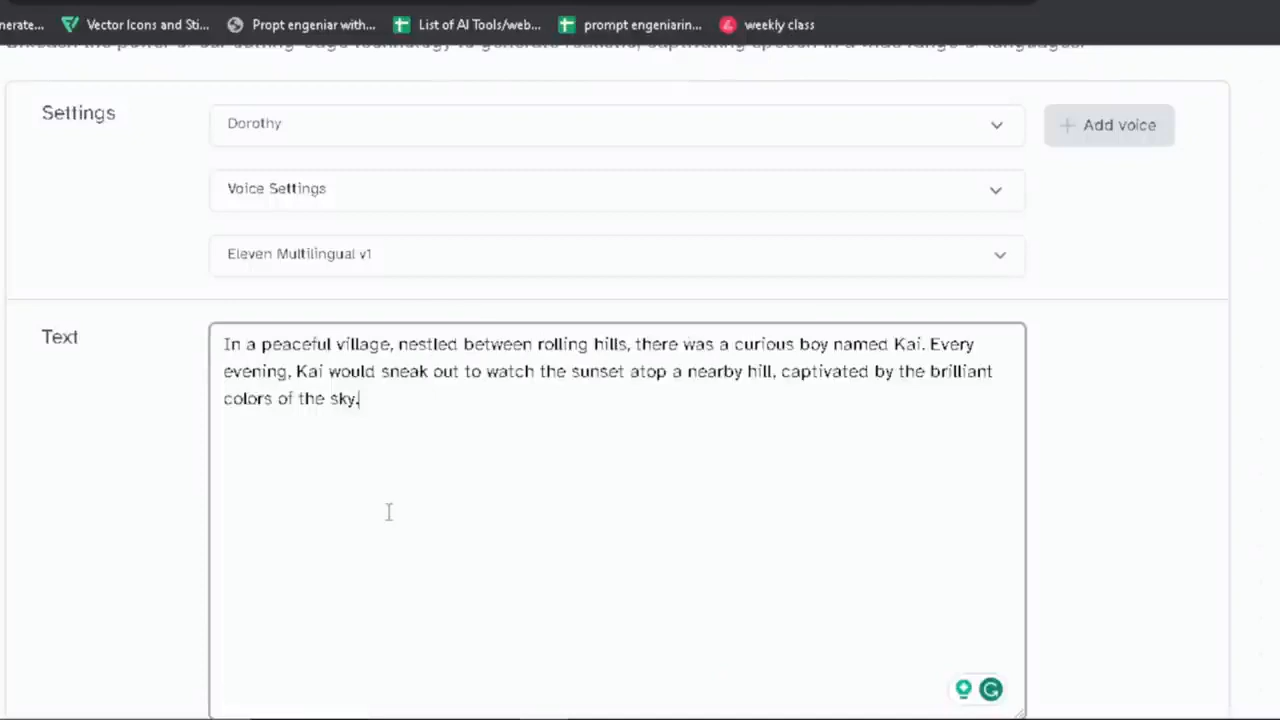 nerate... Vector Icons and Sti... Propt engeniar with... List of AI Tools/web... prompt engeniarin... weekly class
Settings
Dorothy
Add voice
Voice Settings
Eleven Multilingual v1
Text
In a peaceful village, nestled between rolling hills, there was a curious boy named Kai. Every
evening, Kai would sneak out to watch the sunset atop a nearby hill, captivated by the brilliant
colors of the sky.